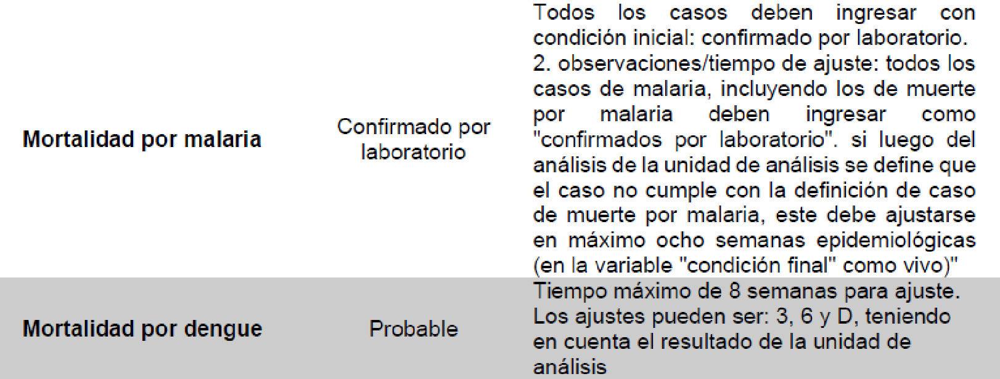 Todos los casos deben ingresar con
condición inicial: confirmado por laboratorio.
2. observaciones/tiempo de ajuste: todos los
casos de malaria, incluyendo los de muerte
por malaria deben ingresar como
"confirmados por laboratorio". si luego del
análisis de la unidad de análisis se define que
el caso no cumple con la definición de caso
de muerte por malaria, este debe ajustarse
en máximo ocho semanas epidemiológicas
(en la variable "condición final" como vivo)"
Mortalidad por malaria
Confirmado por
laboratorio
Mortalidad por dengue
Probable
Tiempo máximo de 8 semanas para ajuste.
Los ajustes pueden ser: 3, 6 y D, teniendo
en cuenta el resultado de la unidad de
análisis